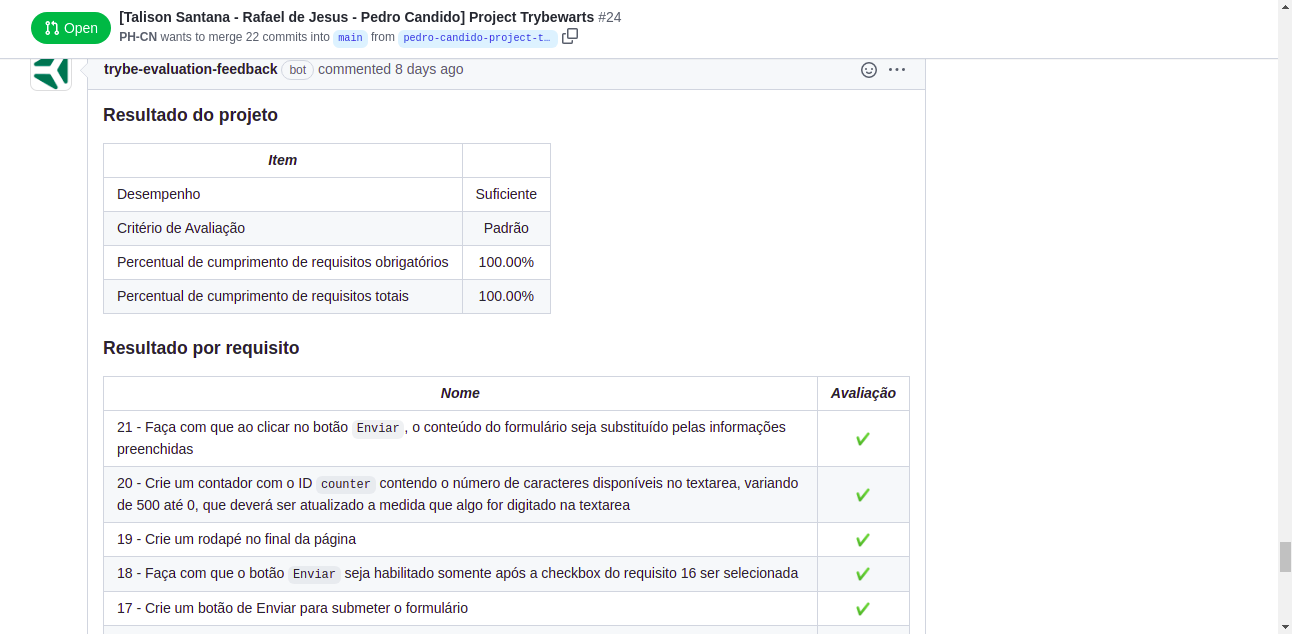 Open
[Talison Santana - Rafael de Jesus - Pedro Candido] Project Trybewarts #24
PH-CN wants to merge 22 commits into main from pedro-candido-project-t…
trybe-evaluation-feedback bot commented 8 days ago
Resultado do projeto
Item
Desempenho Suficiente
Critério de Avaliação Padrão
Percentual de cumprimento de requisitos obrigatórios 100.00%
Percentual de cumprimento de requisitos totais 100.00%
Resultado por requisito
Nome Avaliação
21 - Faça com que ao clicar no botão Enviar, o conteúdo do formulário seja substituído pelas informações
preenchidas
20 - Crie um contador com o ID counter contendo o número de caracteres disponíveis no textarea, variando
de 500 até 0, que deverá ser atualizado a medida que algo for digitado na textarea
19 - Crie um rodapé no final da página
18 - Faça com que o botão Enviar seja habilitado somente após a checkbox do requisito 16 ser selecionada
17 - Crie um botão de Enviar para submeter o formulário